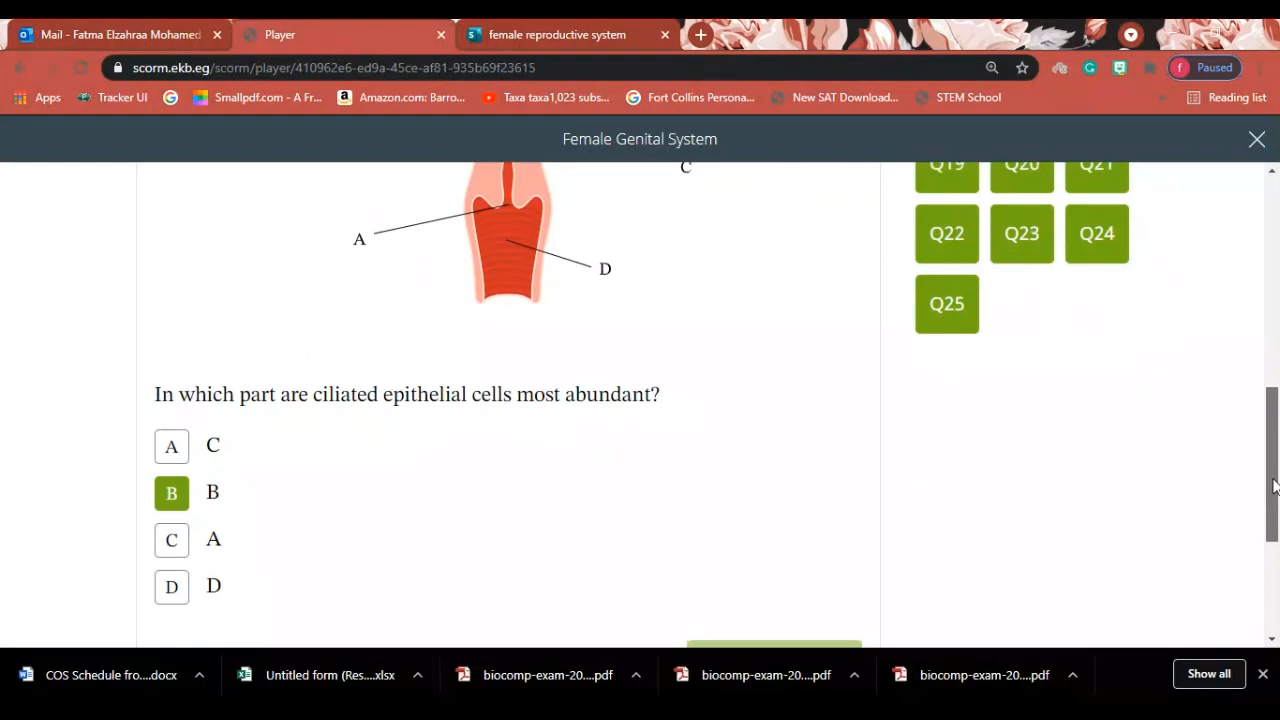 Mail - Fatma Elzahraa Mohamed
Player
female reproductive system
scorm.ekb.eg/scorm/player/410962e6-ed9a-45ce-af81-935b69f23615
f Paused
Apps
Tracker UI
Smallpdf.com - A Fr...
Amazon.com: Barro...
Taxa taxa1,023 subs...
Fort Collins Persona...
New SAT Download...
STEM School
Reading list
Female Genital System
C
Q19 Q20 Q21
A
Q22 Q23 Q24
D
Q25
In which part are ciliated epithelial cells most abundant?
A C
B B
C A
D D
COS Schedule fro....docx
Untitled form (Res....xlsx
biocomp-exam-20....pdf
biocomp-exam-20....pdf
biocomp-exam-20....pdf
Show all